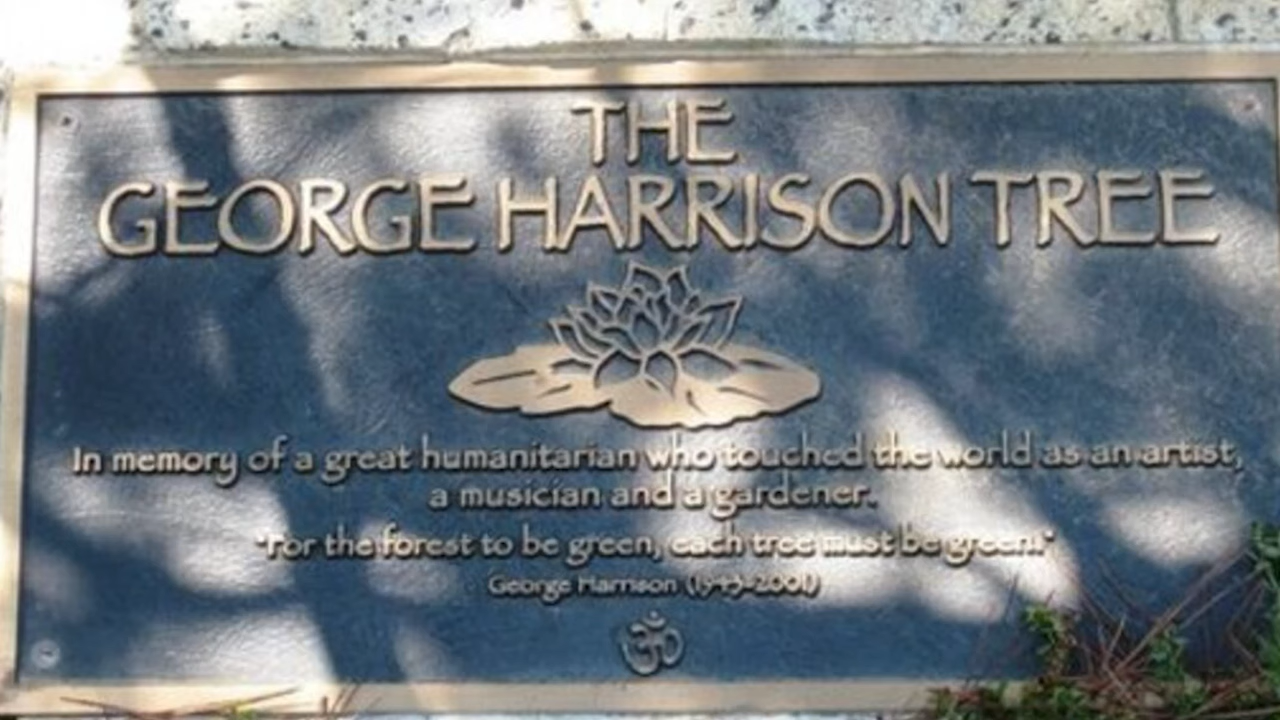 THE
GEORGE HARRISON TREE
In memory of a great humanitarian who touched the world as an artist,
a musician and a gardener.
"For the forest to be green, each tree must be green."
George Harrison (1943-2001)
ॐ